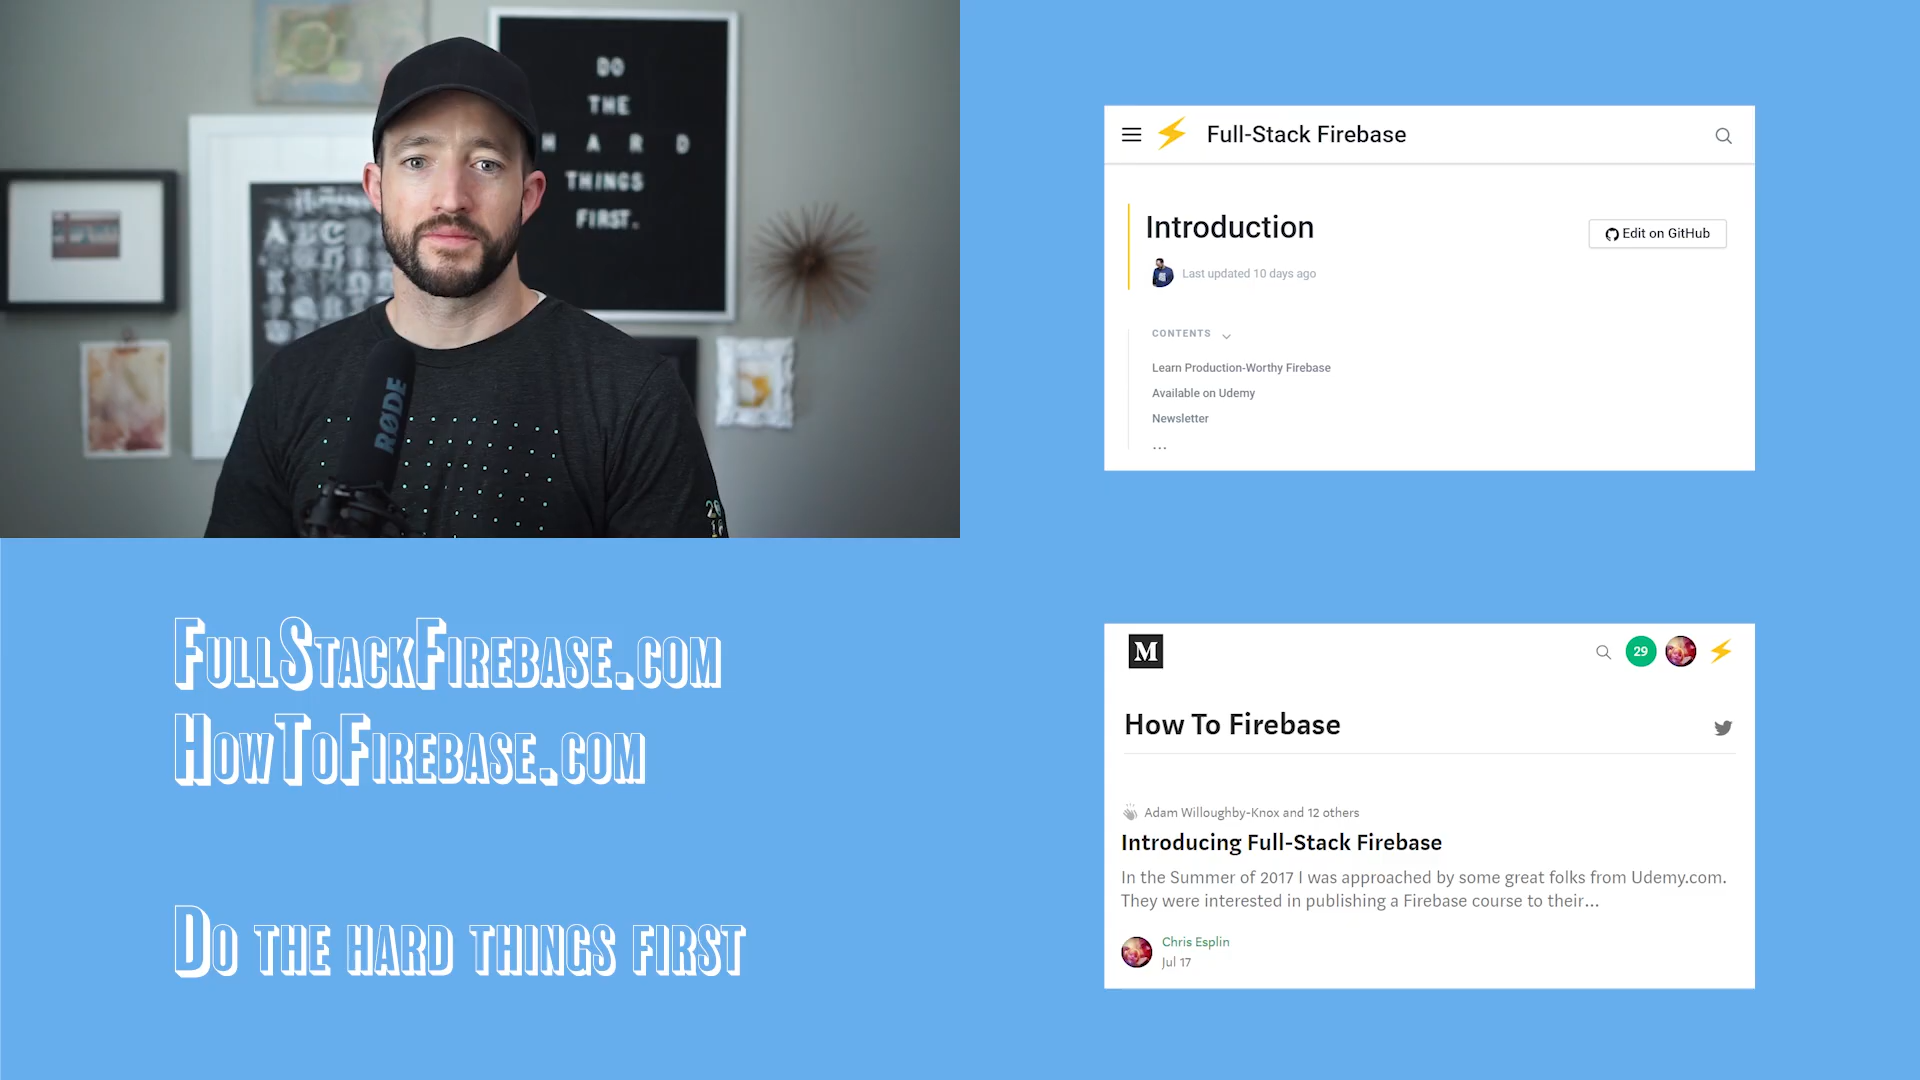 DO
THE
HARD
THINGS
FIRST.
RØDE
Full-Stack Firebase
Introduction
Edit on GitHub
Last updated 10 days ago
CONTENTS
Learn Production-Worthy Firebase
Available on Udemy
Newsletter
...
FullStackFirebase.com
HowToFirebase.com
Do the hard things first
M
29
How To Firebase
Adam Willoughby-Knox and 12 others
Introducing Full-Stack Firebase
In the Summer of 2017 I was approached by some great folks from Udemy.com.
They were interested in publishing a Firebase course to their...
Chris Esplin
Jul 17